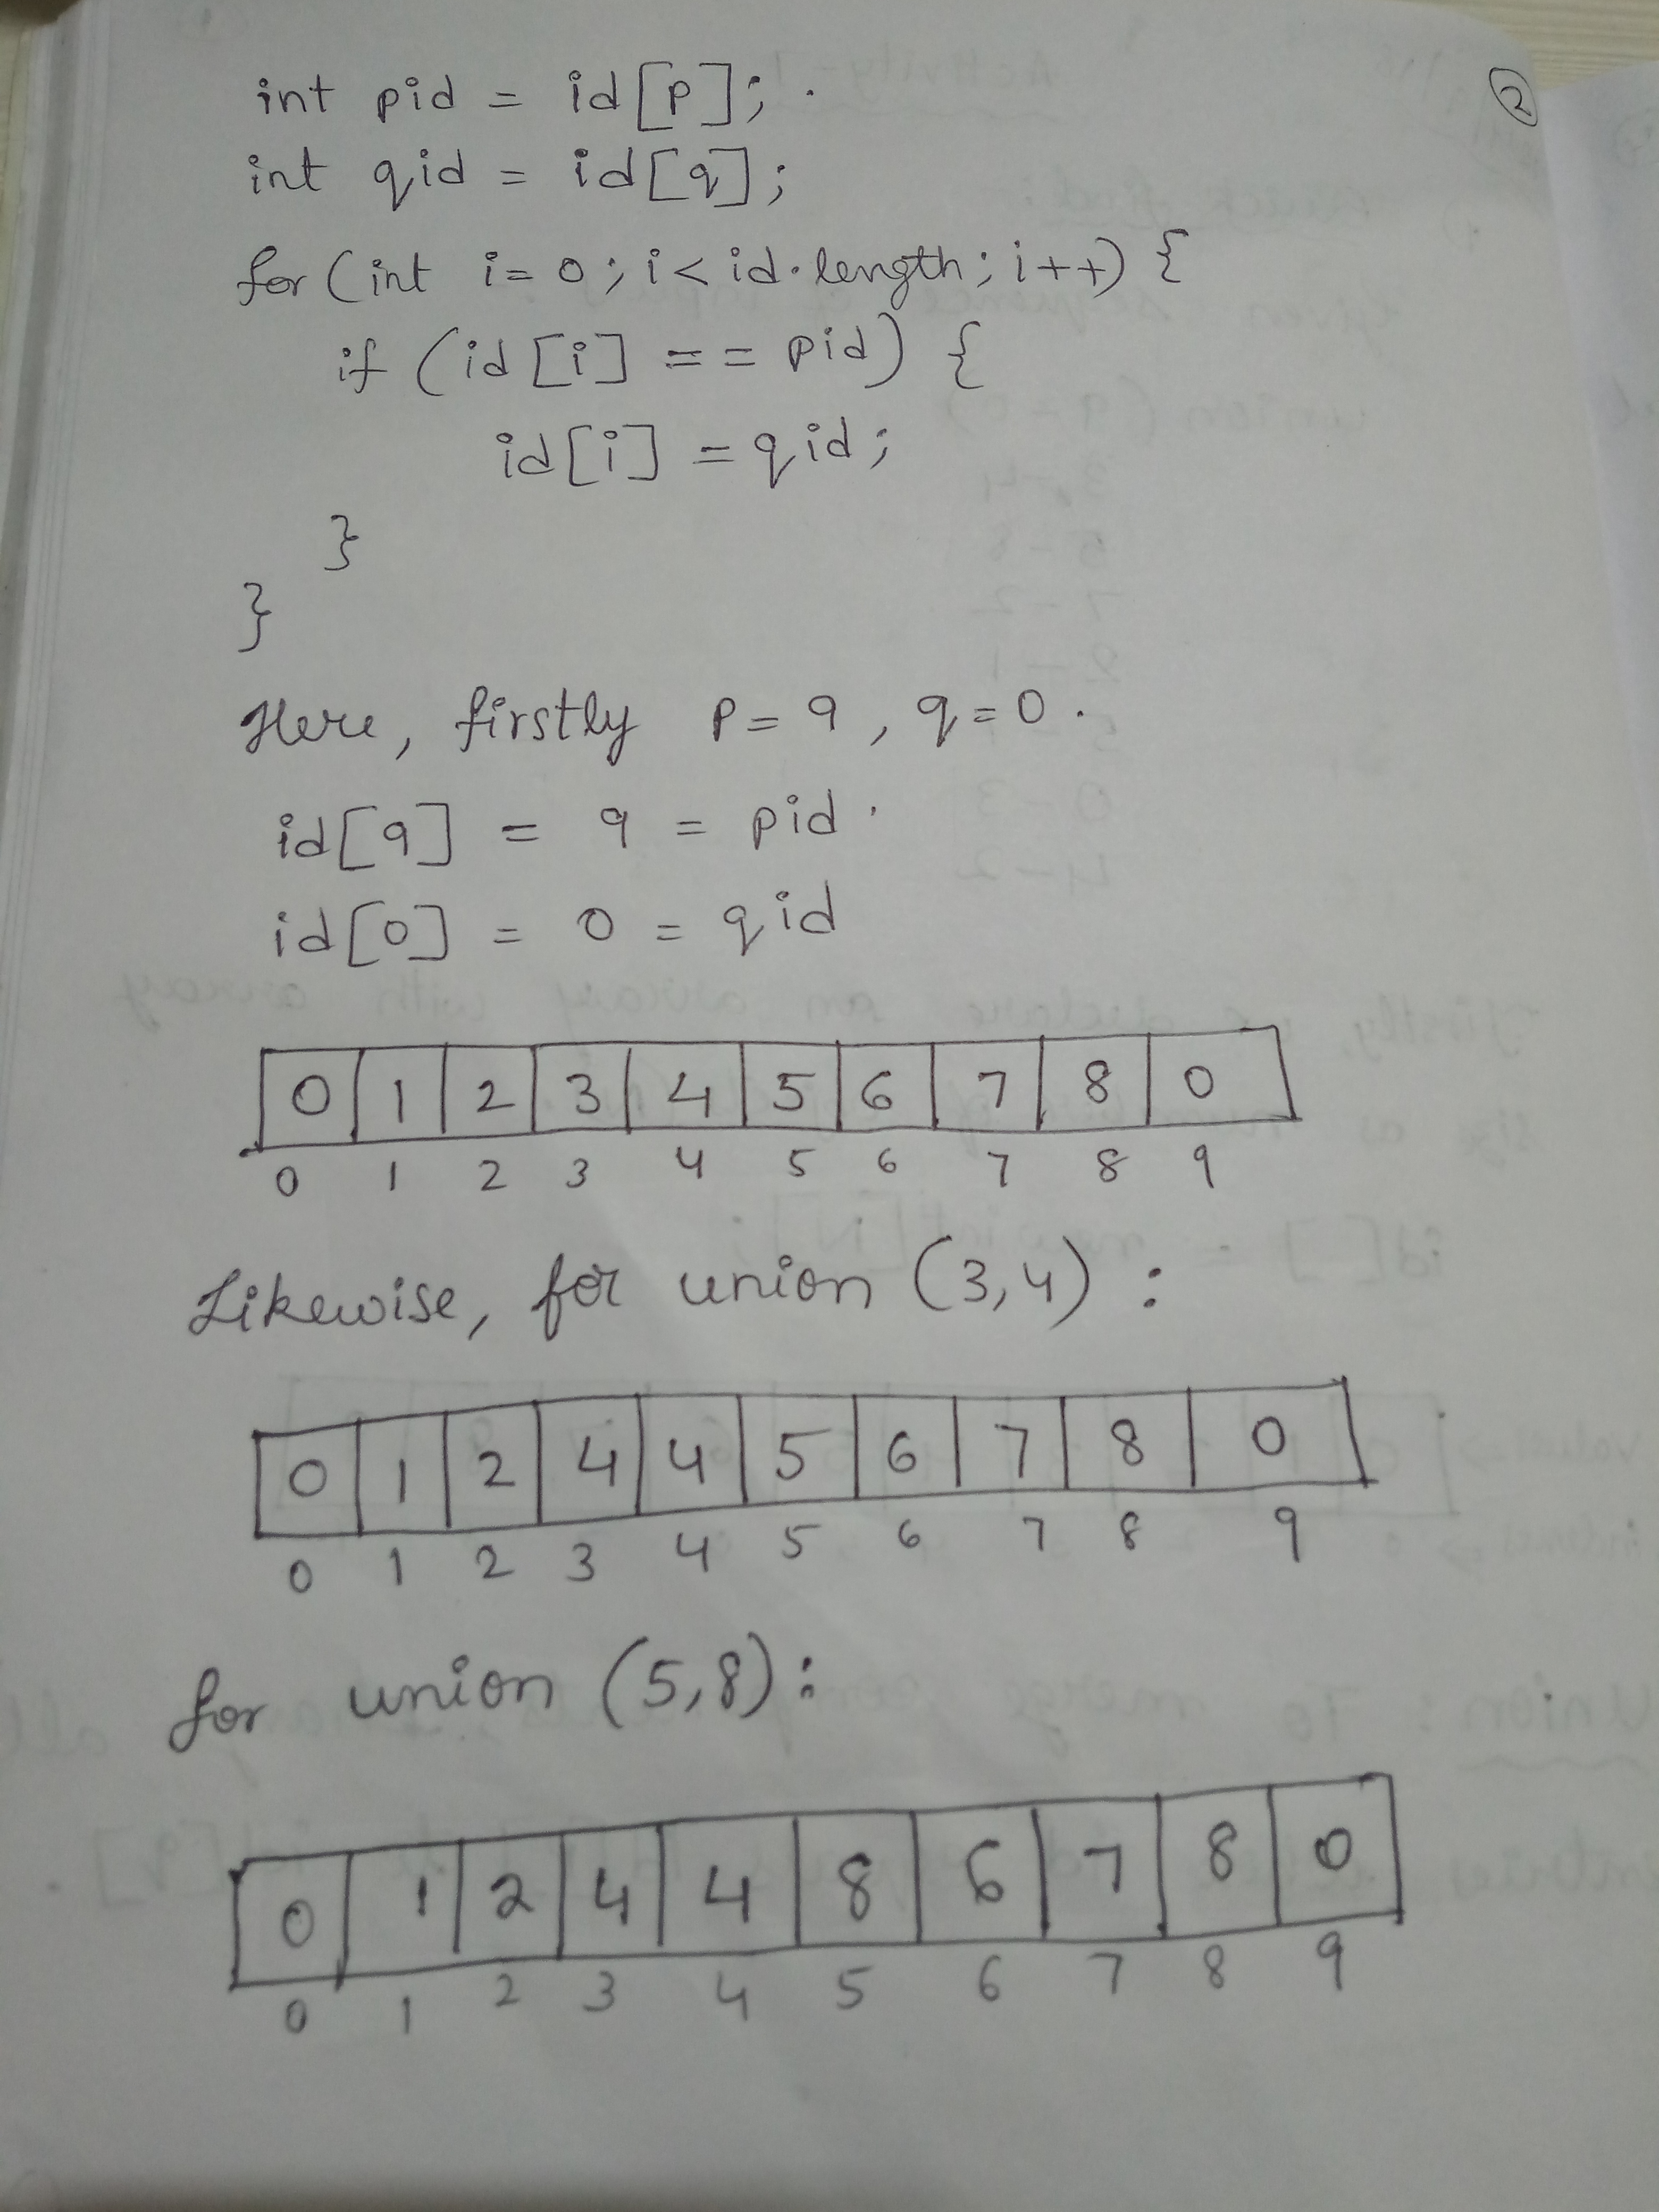 ②
int pid = id[p];
int qid = id[q];
for (int i=0; i< id.length; i++) {
if (id[i] == pid) {
id[i] = qid;
}
}
Here, firstly p=9, q=0.
id[9] = 9 = pid.
id[0] = 0 = qid
0 1 2 3 4 5 6 7 8 0
0 1 2 3 4 5 6 7 8 9
Likewise, for union (3,4) :
0 1 2 4 4 5 6 7 8 0
0 1 2 3 4 5 6 7 8 9
for union (5,8):
0 1 2 4 4 8 6 7 8 0
0 1 2 3 4 5 6 7 8 9